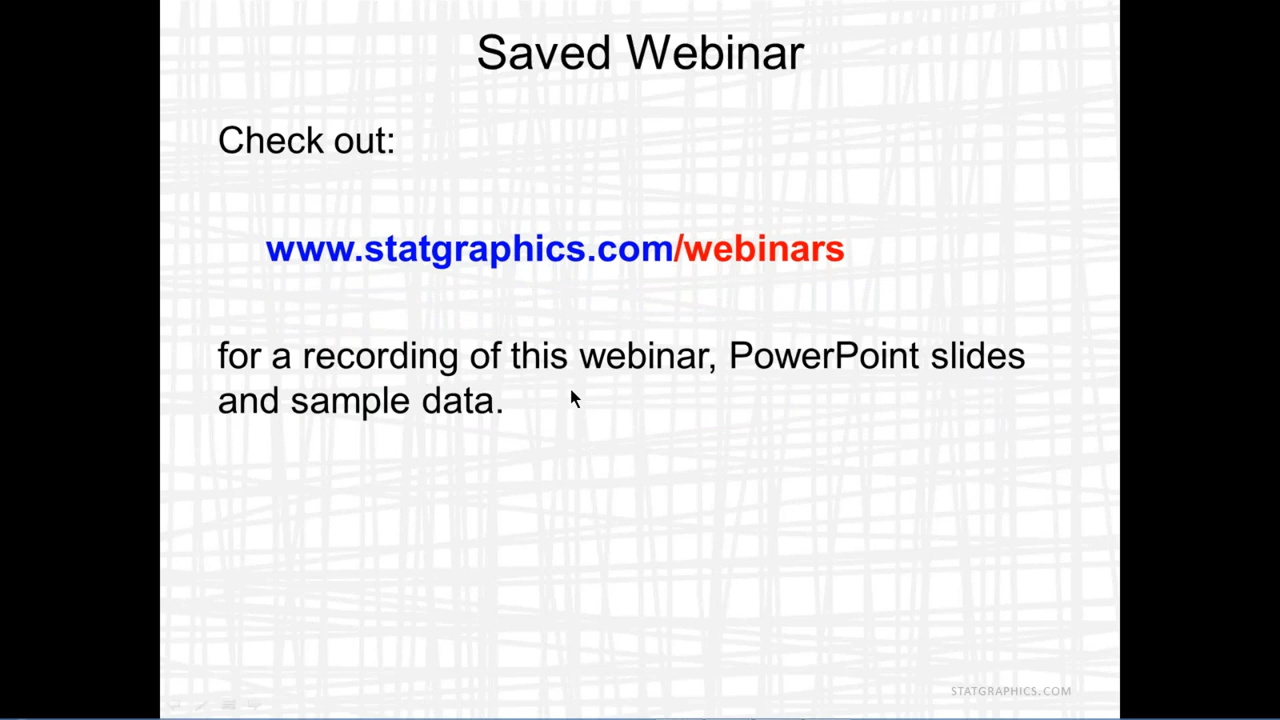 Saved Webinar
Check out:
www.statgraphics.com/webinars
for a recording of this webinar, PowerPoint slides
and sample data.
STATGRAPHICS.COM